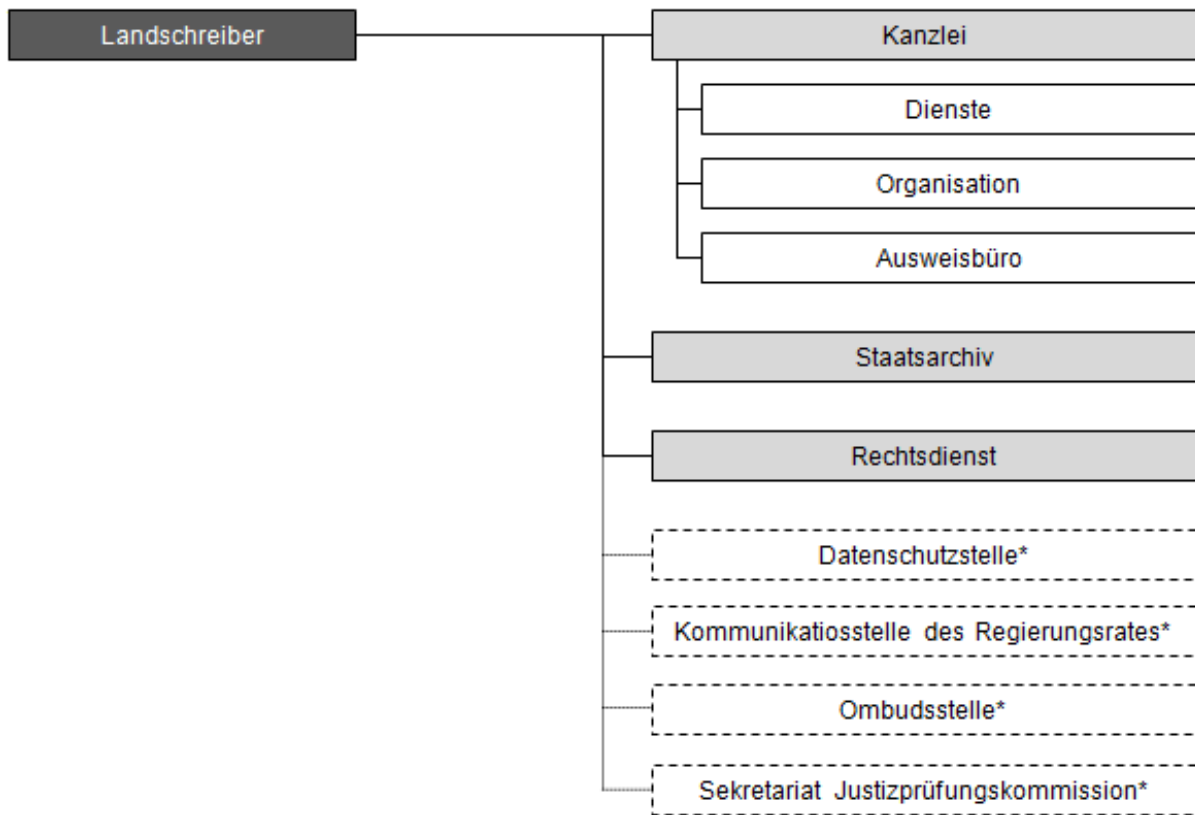 Landschreiber
Kanzlei
Dienste
Organisation
Ausweisbüro
Staatsarchiv
Rechtsdienst
Datenschutzstelle*
Kommunikatiosstelle des Regierungsrates*
Ombudsstelle*
Sekretariat Justizprüfungskommission*